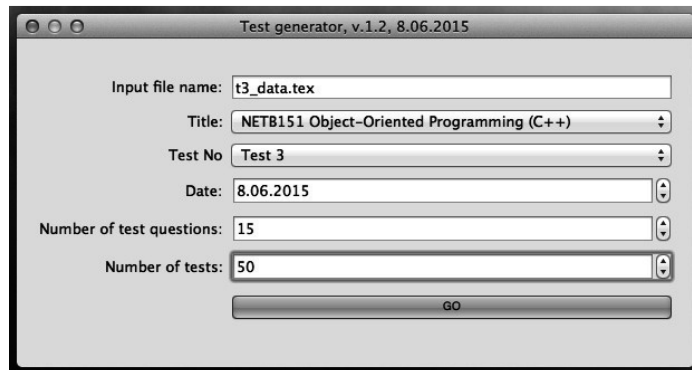 Test generator, v.1.2, 8.06.2015
Input file name: t3_data.tex
Title: NETB151 Object-Oriented Programming (C++)
Test No Test 3
Date: 8.06.2015
Number of test questions: 15
Number of tests: 50
GO